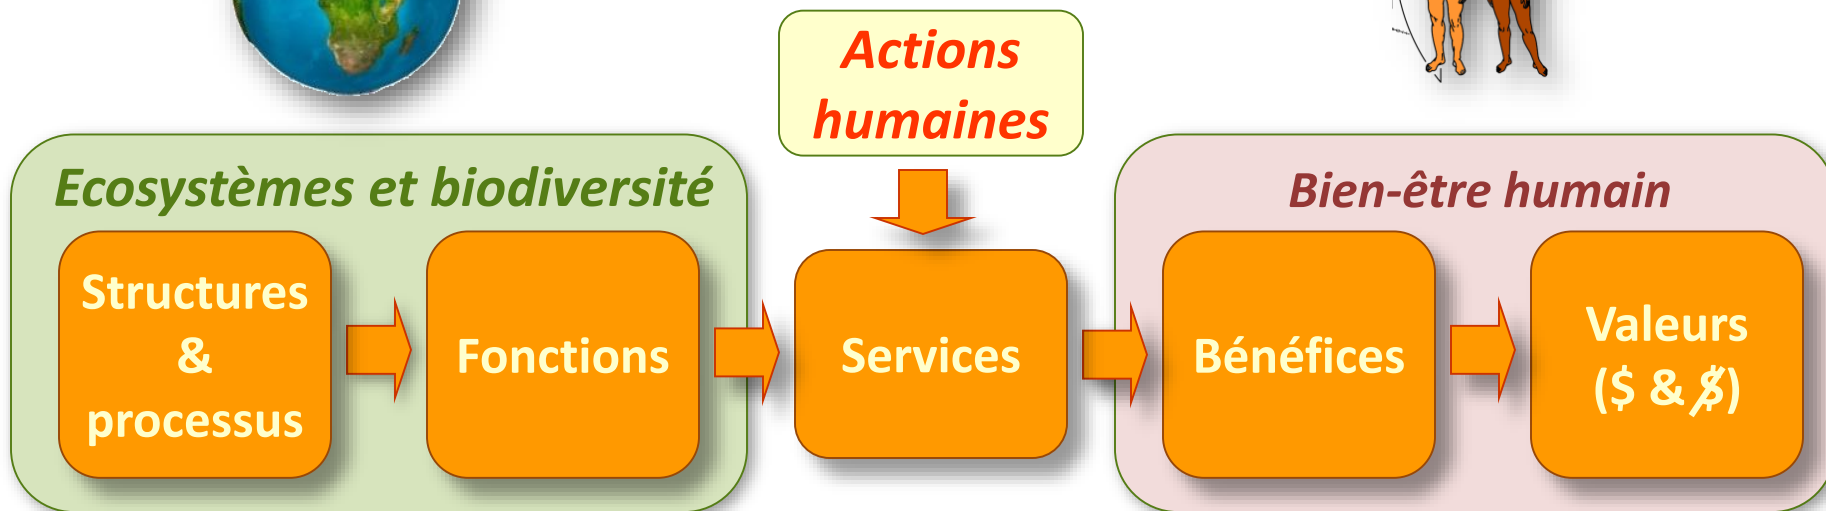 Actions
humaines
Ecosystèmes et biodiversité
Bien-être humain
Structures
&
processus
Fonctions
Services
Bénéfices
Valeurs
($ & $)